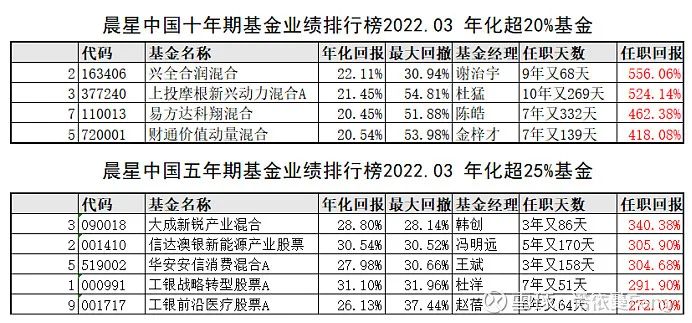 晨星中国十年期基金业绩排行榜2022.03 年化超20%基金
代码 基金名称 年化回报 最大回撤 基金经理 任职天数 任职回报
2 163406 兴全合润混合 22.11% 30.94% 谢治宇 9年又68天 556.06%
3 377240 上投摩根新兴动力混合A 21.45% 54.81% 杜猛 10年又269天 524.14%
7 110013 易方达科翔混合 20.45% 51.88% 陈皓 7年又332天 462.38%
5 720001 财通价值动量混合 20.54% 53.98% 金梓才 7年又139天 418.08%
晨星中国五年期基金业绩排行榜2022.03 年化超25%基金
代码 基金名称 年化回报 最大回撤 基金经理 任职天数 任职回报
3 090018 大成新锐产业混合 28.80% 28.14% 韩创 3年又86天 340.38%
2 001410 信达澳银新能源产业股票 30.54% 30.52% 冯明远 5年又170天 305.90%
5 519002 华安安信消费混合A 27.98% 30.66% 王斌 3年又158天 304.68%
1 000991 工银战略转型股票A 31.10% 31.96% 杜洋 7年又51天 291.90%
9 001717 工银前沿医疗股票A 26.13% 37.44% 赵蓓 年又64天 272.03%